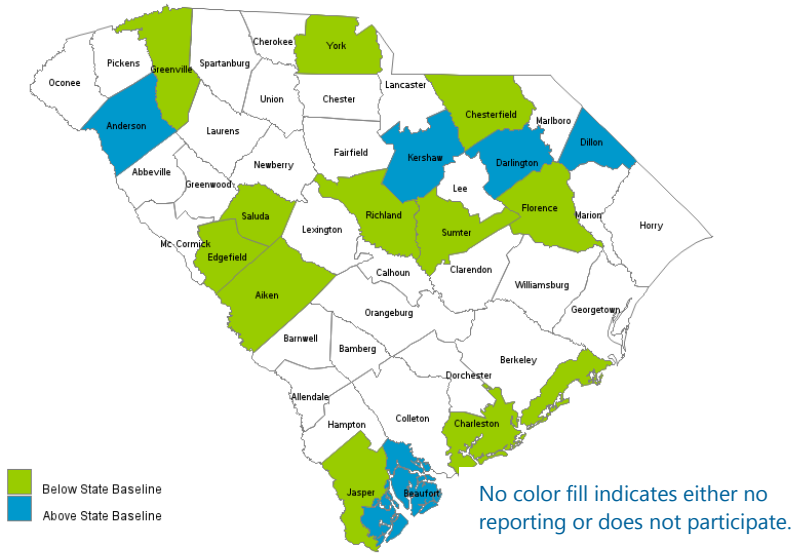 Cherokee
York
Greenville
Spartanburg
Pickens
Oconee
Lancaster
Union
Chester
Chesterfield
Marlboro
Anderson
Laurens
Dillon
Fairfield
Kershaw
Darlington
Newberry
Abbeville
Greenwood
Lee
Florence
Saluda
Richland
Marion
Horry
Lexington
Sumter
Mc Cormick
Edgefield
Clarendon
Calhoun
Williamsburg
Aiken
Orangeburg
Georgetown
Barnwell
Bamberg
Berkeley
Dorchester
Allendale
Colleton
Hampton
Charleston
Jasper
Beaufort
Below State Baseline
Above State Baseline
No color fill indicates either no
reporting or does not participate.